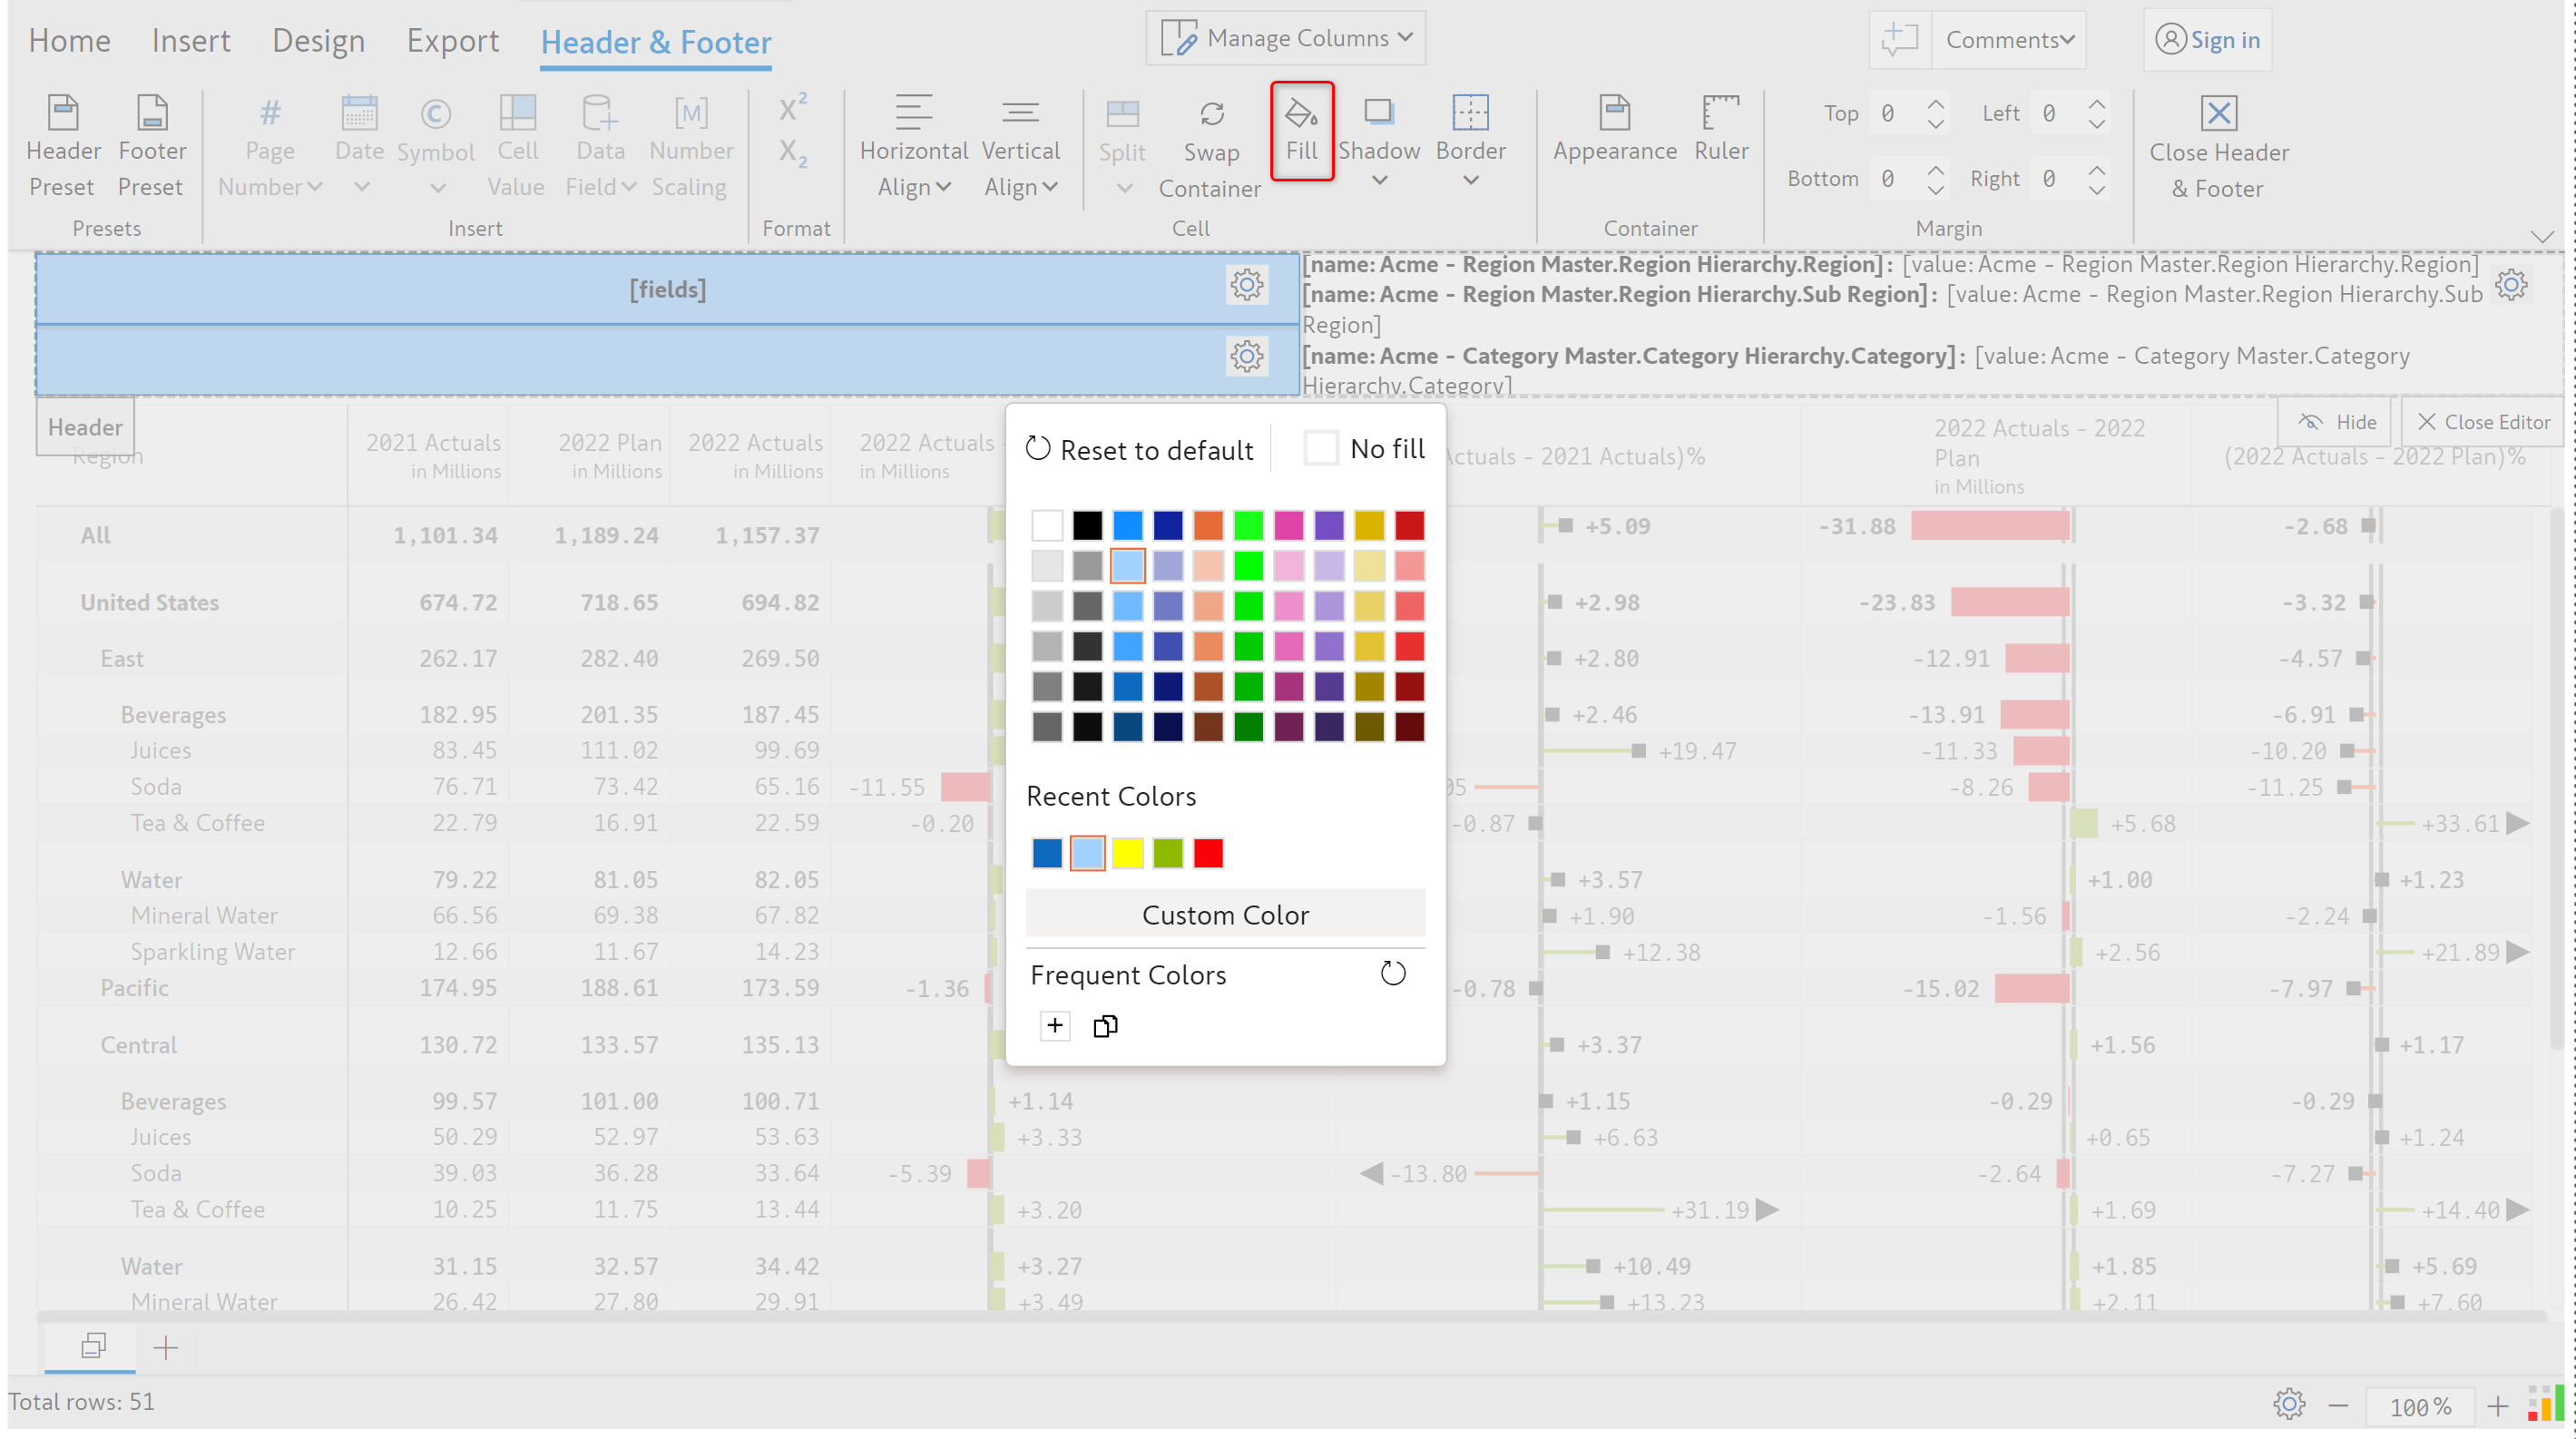 Home Insert Design Export Header & Footer Manage Columns Comments Sign in
Header Preset
Footer Preset
Presets
# Page Number
Date
Symbol
Cell Value
Data Field
[M] Number Scaling
Insert
X²
X₂
Format
Horizontal Align
Vertical Align
Split
Swap Container
Fill
Shadow
Border
Cell
Appearance
Ruler
Container
Top 0 Left 0
Bottom 0 Right 0
Margin
Close Header & Footer
[fields]
[name: Acme - Region Master.Region Hierarchy.Region]: [value: Acme - Region Master.Region Hierarchy.Region]
[name: Acme - Region Master.Region Hierarchy.Sub Region]: [value: Acme - Region Master.Region Hierarchy.Sub
Region]
[name: Acme - Category Master.Category Hierarchy.Category]: [value: Acme - Category Master.Category
Hierarchy.Category]
Header
Hide
Close Editor
Region
2021 Actuals
in Millions
2022 Plan
in Millions
2022 Actuals
in Millions
2022 Actuals -
in Millions
Actuals - 2021 Actuals)%
2022 Actuals - 2022
Plan
in Millions
(2022 Actuals - 2022 Plan)%
All 1,101.34 1,189.24 1,157.37 +5.09 -31.88 -2.68
United States 674.72 718.65 694.82 +2.98 -23.83 -3.32
East 262.17 282.40 269.50 +2.80 -12.91 -4.57
Beverages 182.95 201.35 187.45 +2.46 -13.91 -6.91
Juices 83.45 111.02 99.69 +19.47 -11.33 -10.20
Soda 76.71 73.42 65.16 -11.55 05 -8.26 -11.25
Tea & Coffee 22.79 16.91 22.59 -0.20 -0.87 +5.68 +33.61
Water 79.22 81.05 82.05 +3.57 +1.00 +1.23
Mineral Water 66.56 69.38 67.82 +1.90 -1.56 -2.24
Sparkling Water 12.66 11.67 14.23 +12.38 +2.56 +21.89
Pacific 174.95 188.61 173.59 -1.36 -0.78 -15.02 -7.97
Central 130.72 133.57 135.13 +3.37 +1.56 +1.17
Beverages 99.57 101.00 100.71 +1.14 +1.15 -0.29 -0.29
Juices 50.29 52.97 53.63 +3.33 +6.63 +0.65 +1.24
Soda 39.03 36.28 33.64 -5.39 -13.80 -2.64 -7.27
Tea & Coffee 10.25 11.75 13.44 +3.20 +31.19 +1.69 +14.40
Water 31.15 32.57 34.42 +3.27 +10.49 +1.85 +5.69
Mineral Water 26.42 27.80 29.91 +3.49 +13.23 +2.11 +7.60
Reset to default
No fill
Recent Colors
Custom Color
Frequent Colors
+
Total rows: 51
100%